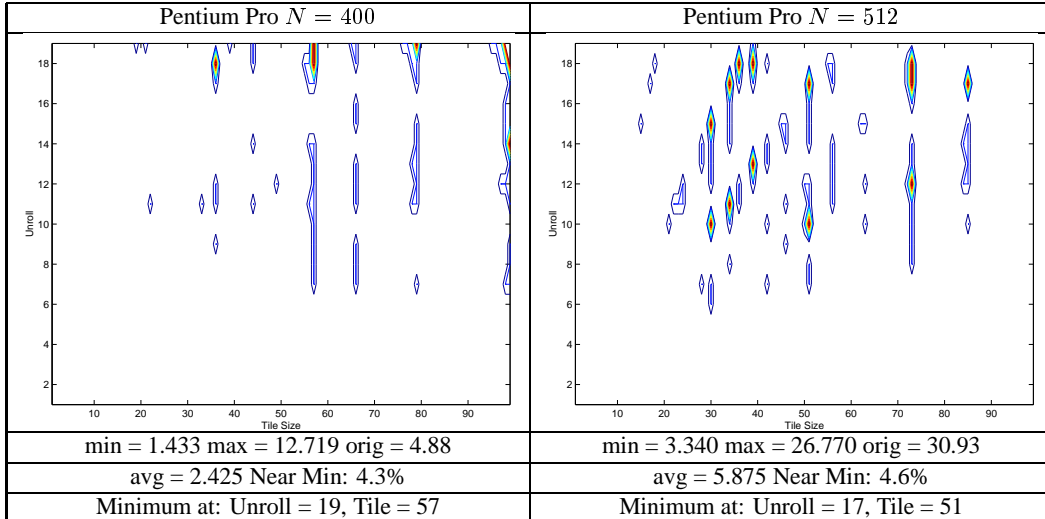 Pentium Pro N = 400
Pentium Pro N = 512
18
16
14
12
10
8
6
4
2
Unroll
10 20 30 40 50 60 70 80 90
Tile Size
18
16
14
12
10
8
6
4
2
Unroll
10 20 30 40 50 60 70 80 90
Tile Size
min = 1.433 max = 12.719 orig = 4.88
min = 3.340 max = 26.770 orig = 30.93
avg = 2.425 Near Min: 4.3%
avg = 5.875 Near Min: 4.6%
Minimum at: Unroll = 19, Tile = 57
Minimum at: Unroll = 17, Tile = 51